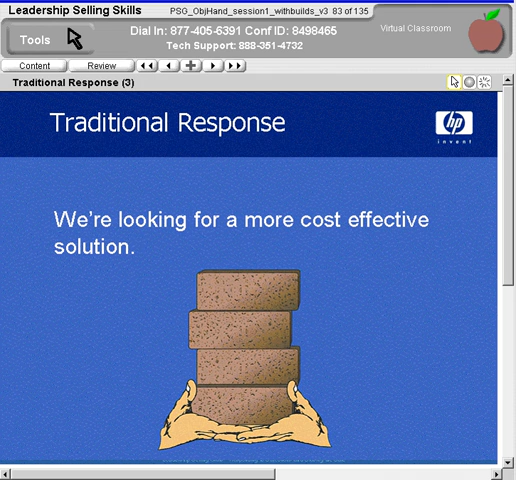 Leadership Selling Skills
PSG_ObjHand_session1_withbuilds_v3 83 of 135
Tools
Dial In: 877-405-6391 Conf ID: 8498465
Tech Support: 888-351-4732
Virtual Classroom
Content
Review
Traditional Response (3)
Traditional Response
hp
invent
We're looking for a more cost effective
solution.